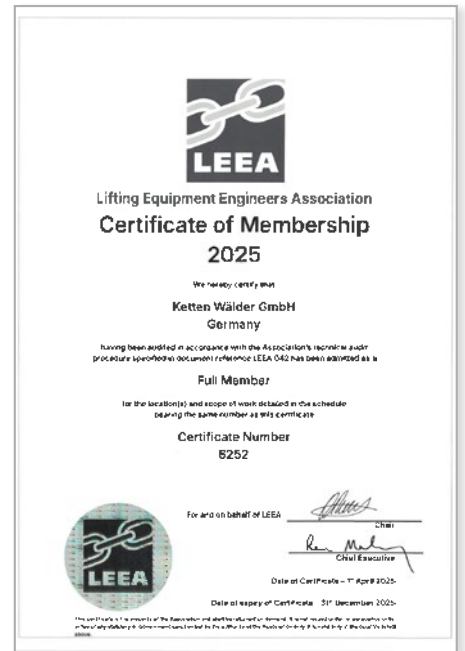 LEEA
Lifting Equipment Engineers Association
Certificate of Membership
2025
We hereby certify that
Ketten Wälder GmbH
Germany
having been audited in accordance with the Association's technical audit
procedure specified in document reference LEEA 042 has been admitted as a
Full Member
for the location(s) and scope of work detailed in the schedule
bearing the same number as this certificate
Certificate Number
6252
For and on behalf of LEEA
Chair
Chief Executive
LEEA
Date of Certificate – 1st April 2025
Date of expiry of Certificate 31st December 2025